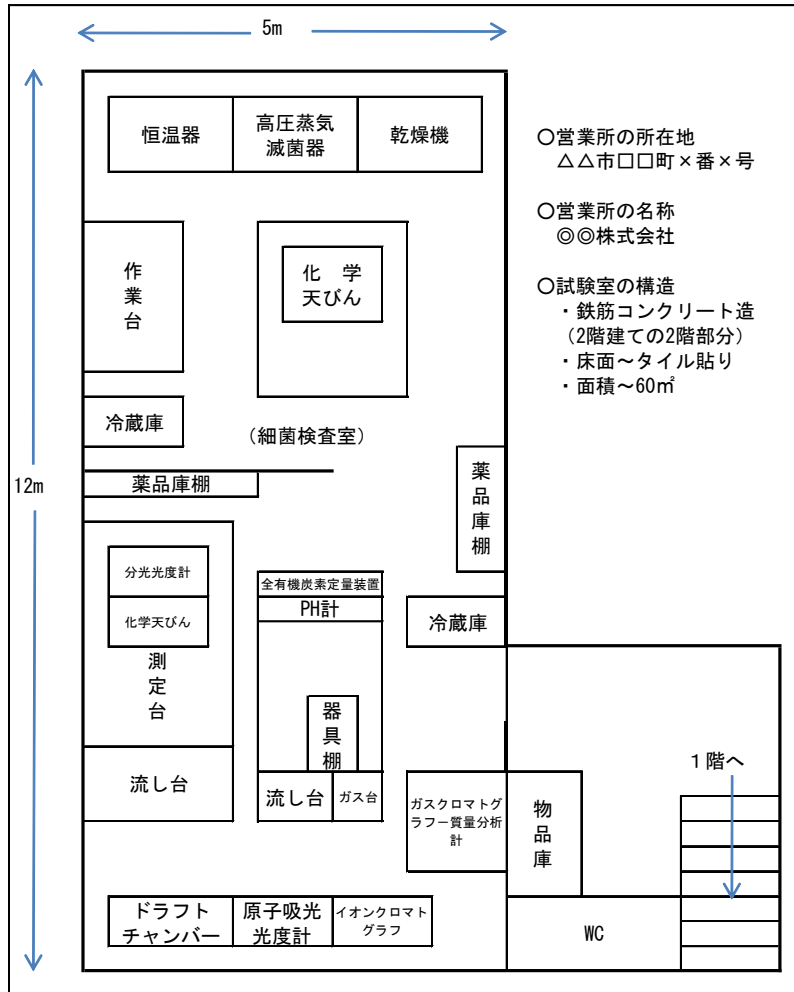 5m
恒温器
高圧蒸気
滅菌器
乾燥機
〇営業所の所在地
△△市□□町×番×号
〇営業所の名称
◎◎株式会社
〇試験室の構造
・鉄筋コンクリート造
(2階建ての2階部分)
・床面～タイル貼り
・面積～60㎡
作業台
化　学
天びん
冷蔵庫
(細菌検査室)
12m
薬品庫棚
薬品庫棚
分光光度計
化学天びん
測定台
全有機炭素定量装置
PH計
冷蔵庫
器具棚
流し台
流し台
ガス台
ガスクロマトグ
ラフー質量分析
計
物品庫
１階へ
ドラフト
チャンバー
原子吸光
光度計
イオンクロマト
グラフ
WC